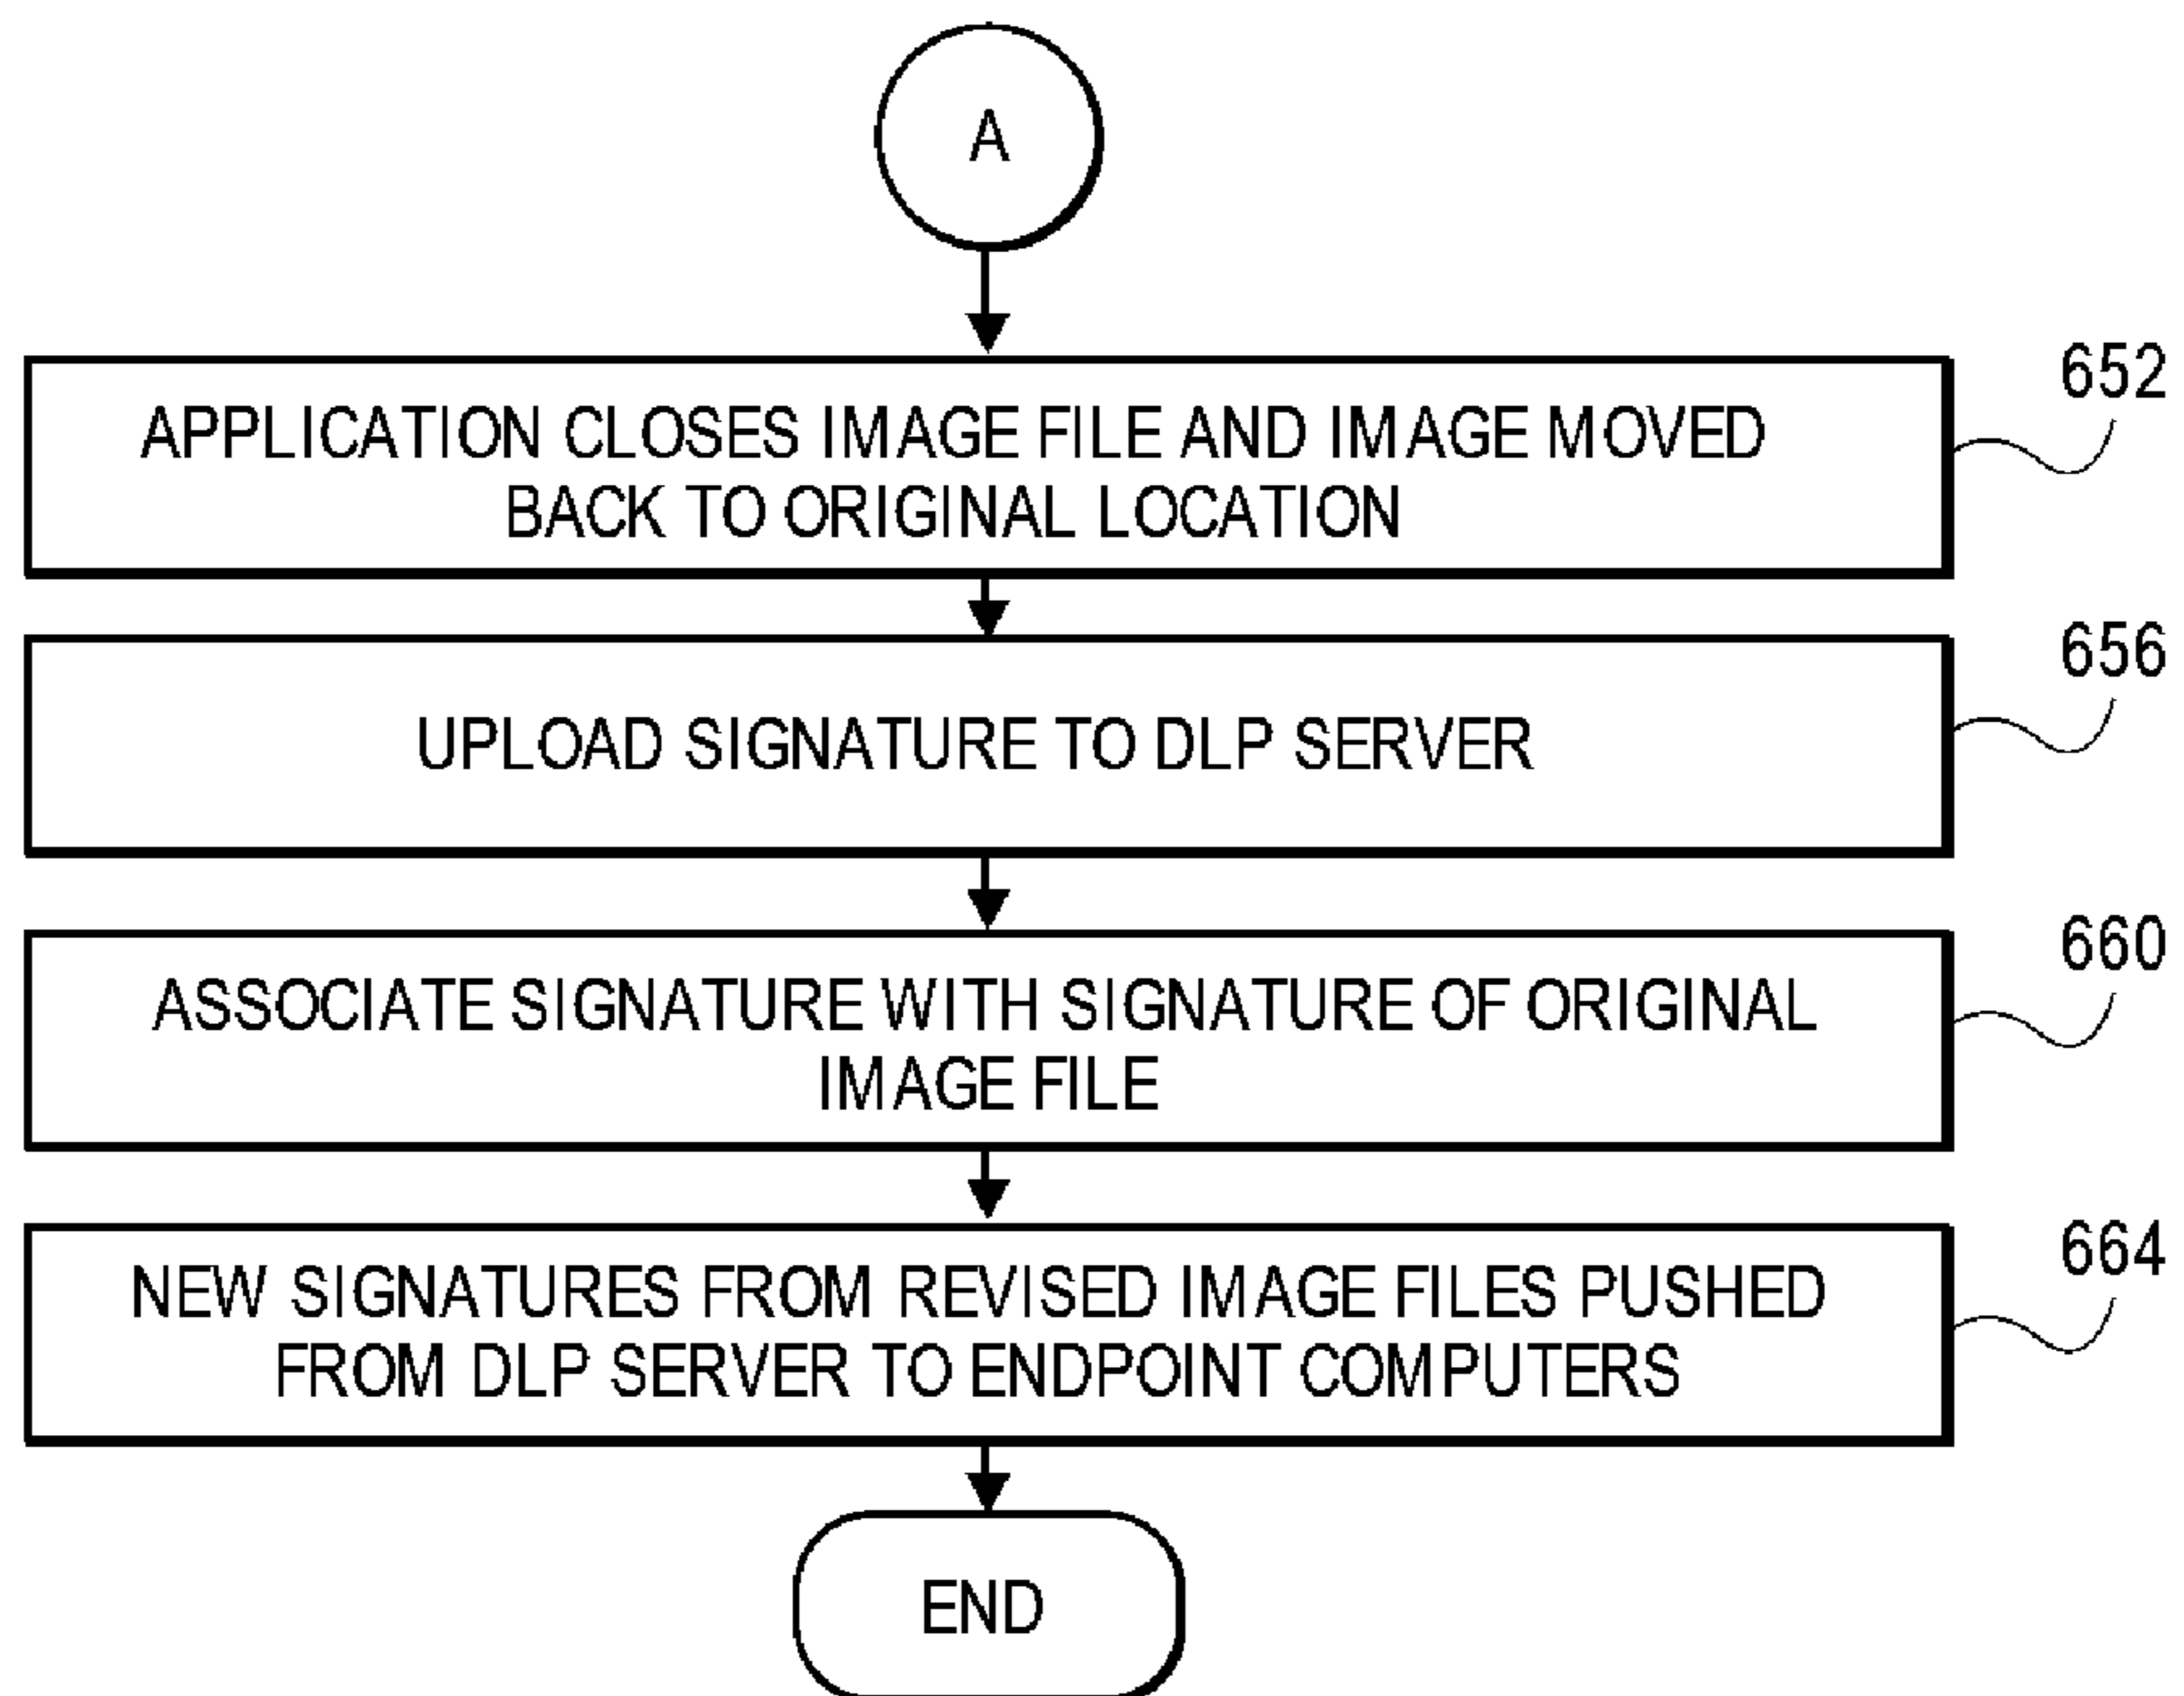 A
652
APPLICATION CLOSES IMAGE FILE AND IMAGE MOVED
BACK TO ORIGINAL LOCATION
656
UPLOAD SIGNATURE TO DLP SERVER
660
ASSOCIATE SIGNATURE WITH SIGNATURE OF ORIGINAL
IMAGE FILE
664
NEW SIGNATURES FROM REVISED IMAGE FILES PUSHED
FROM DLP SERVER TO ENDPOINT COMPUTERS
END